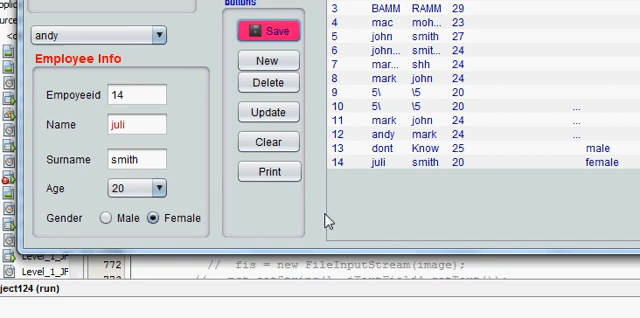 buttons
andy
Employee Info
Empoyeeid 14
Name juli
Surname smith
Age 20
Gender Male Female
Save
New
Delete
Update
Clear
Print
3 BAMM RAMM 29
4 mac moh... 23
5 john smith 27
6 john... smit... 24
7 mar... shh 24
8 mark john 24
9 5\ \5 20
10 5\ \5 20 ...
11 mark john 24 ...
12 andy mark 24 ...
13 dont Know 25 male
14 juli smith 20 female
Level_1_JF
Level_1_JF
772 // fis = new FileInputStream(image);
ject124 (run)